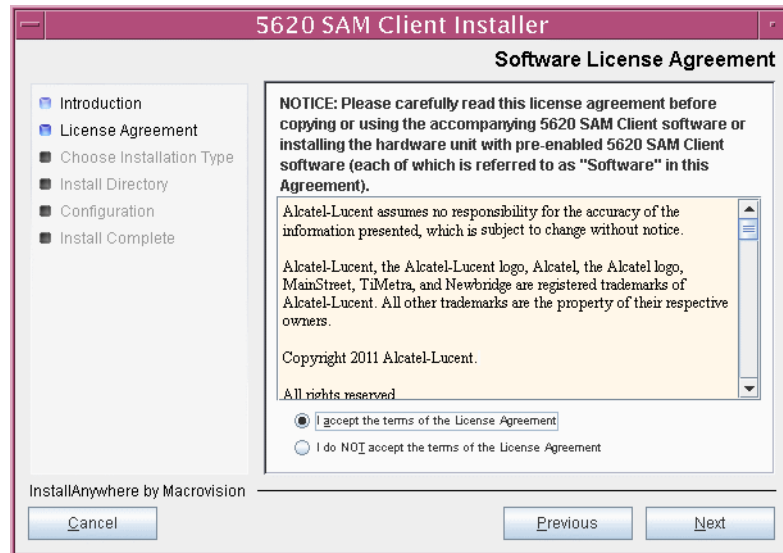 5620 SAM Client Installer
Software License Agreement
Introduction
License Agreement
Choose Installation Type
Install Directory
Configuration
Install Complete
NOTICE: Please carefully read this license agreement before
copying or using the accompanying 5620 SAM Client software or
installing the hardware unit with pre-enabled 5620 SAM Client
software (each of which is referred to as "Software" in this
Agreement).
Alcatel-Lucent assumes no responsibility for the accuracy of the
information presented, which is subject to change without notice.
Alcatel-Lucent, the Alcatel-Lucent logo, Alcatel, the Alcatel logo,
MainStreet, TiMetra, and Newbridge are registered trademarks of
Alcatel-Lucent. All other trademarks are the property of their respective
owners.
Copyright 2011 Alcatel-Lucent.
All rights reserved
I accept the terms of the License Agreement
I do NOT accept the terms of the License Agreement
InstallAnywhere by Macrovision
Cancel
Previous
Next